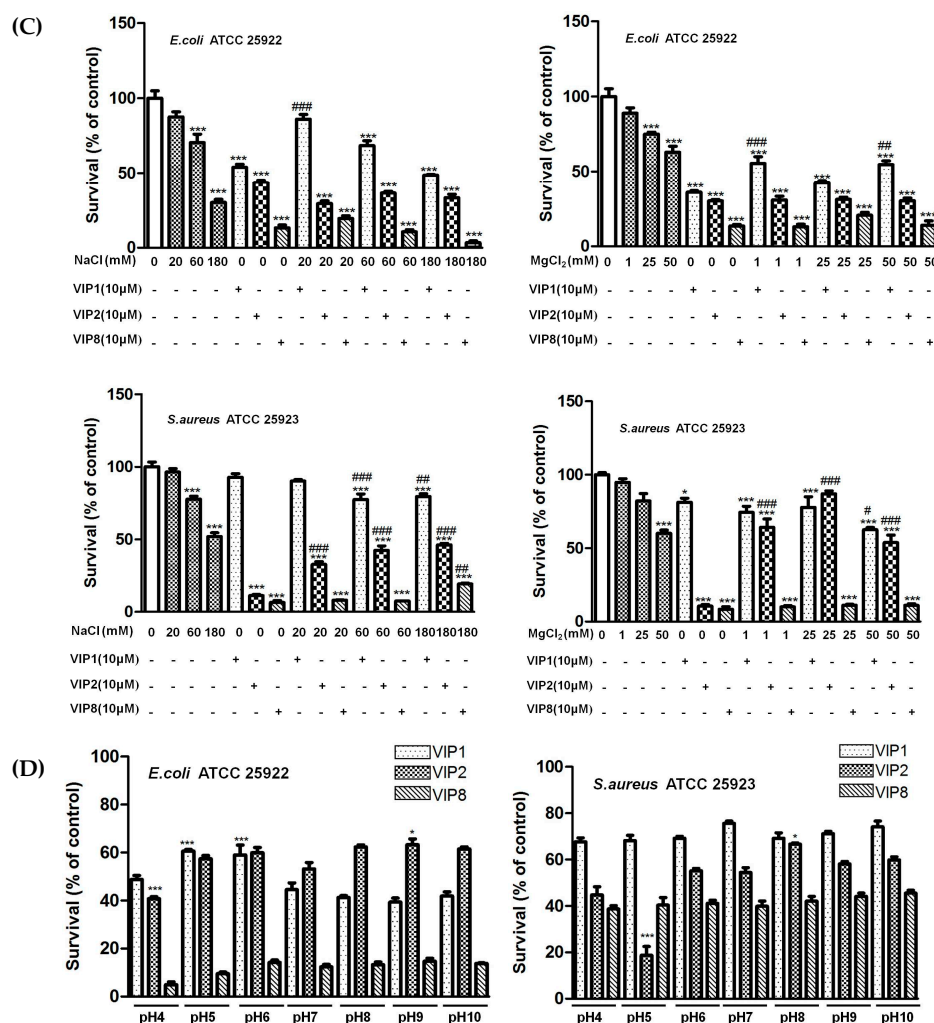 (C)
150
100
50
0
Survival (% of control)
E.coli ATCC 25922
*** *** *** *** *** ### *** *** *** *** *** *** *** ***
NaCl(mM) 0 20 60 180 0 0 0 20 20 20 60 60 60 180 180 180
VIP1(10μM) - - - - + - - + - - + - - + - -
VIP2(10μM) - - - - - + - - + - - + - - + -
VIP8(10μM) - - - - - - + - - + - - + - - +
150
100
50
0
Survival (% of control)
E.coli ATCC 25922
*** *** *** *** *** ### *** *** *** *** *** *** ## *** *** ***
MgCl2(mM) 0 1 25 50 0 0 0 1 1 1 25 25 25 50 50 50
VIP1(10μM) - - - - + - - + - - + - - + - -
VIP2(10μM) - - - - - + - - + - - + - - + -
VIP8(10μM) - - - - - - + - - + - - + - - +
150
100
50
0
Survival (% of control)
S.aureus ATCC 25923
*** *** *** *** ### *** *** ### *** ### *** *** ## *** ### *** ## ***
NaCl(mM) 0 20 60 180 0 0 0 20 20 20 60 60 60 180 180 180
VIP1(10μM) - - - - + - - + - - + - - + - -
VIP2(10μM) - - - - - + - - + - - + - - + -
VIP8(10μM) - - - - - - + - - + - - + - - +
150
100
50
0
Survival (% of control)
S.aureus ATCC 25923
*** * *** *** *** ### *** *** *** ### *** # *** ### *** ***
MgCl2(mM) 0 1 25 50 0 0 0 1 1 1 25 25 25 50 50 50
VIP1(10μM) - - - - + - - + - - + - - + - -
VIP2(10μM) - - - - - + - - + - - + - - + -
VIP8(10μM) - - - - - - + - - + - - + - - +
(D)
100
80
60
40
20
0
Survival (% of control)
E.coli ATCC 25922
VIP1
VIP2
VIP8
*** *** *** *
pH4 pH5 pH6 pH7 pH8 pH9 pH10
100
80
60
40
20
0
Survival (% of control)
S.aureus ATCC 25923
VIP1
VIP2
VIP8
*** *
pH4 pH5 pH6 pH7 pH8 pH9 pH10